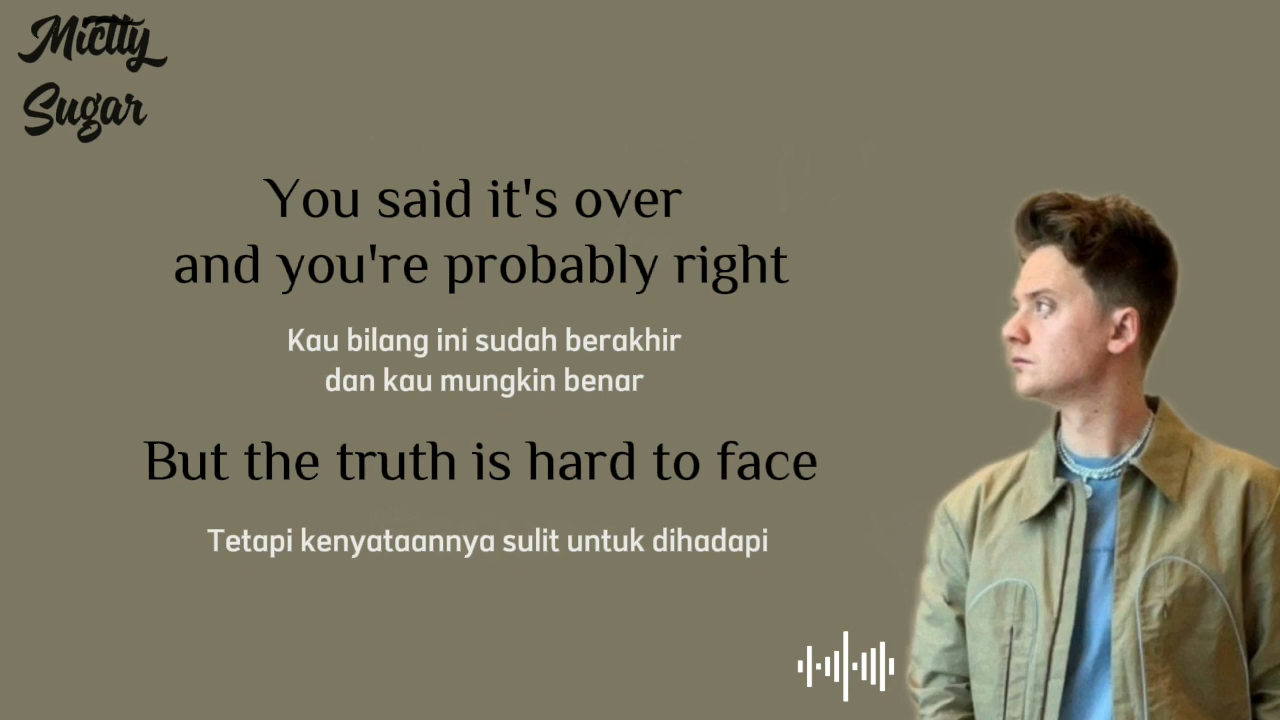 Mictty
Sugar
You said it's over
and you're probably right
Kau bilang ini sudah berakhir
dan kau mungkin benar
But the truth is hard to face
Tetapi kenyataannya sulit untuk dihadapi